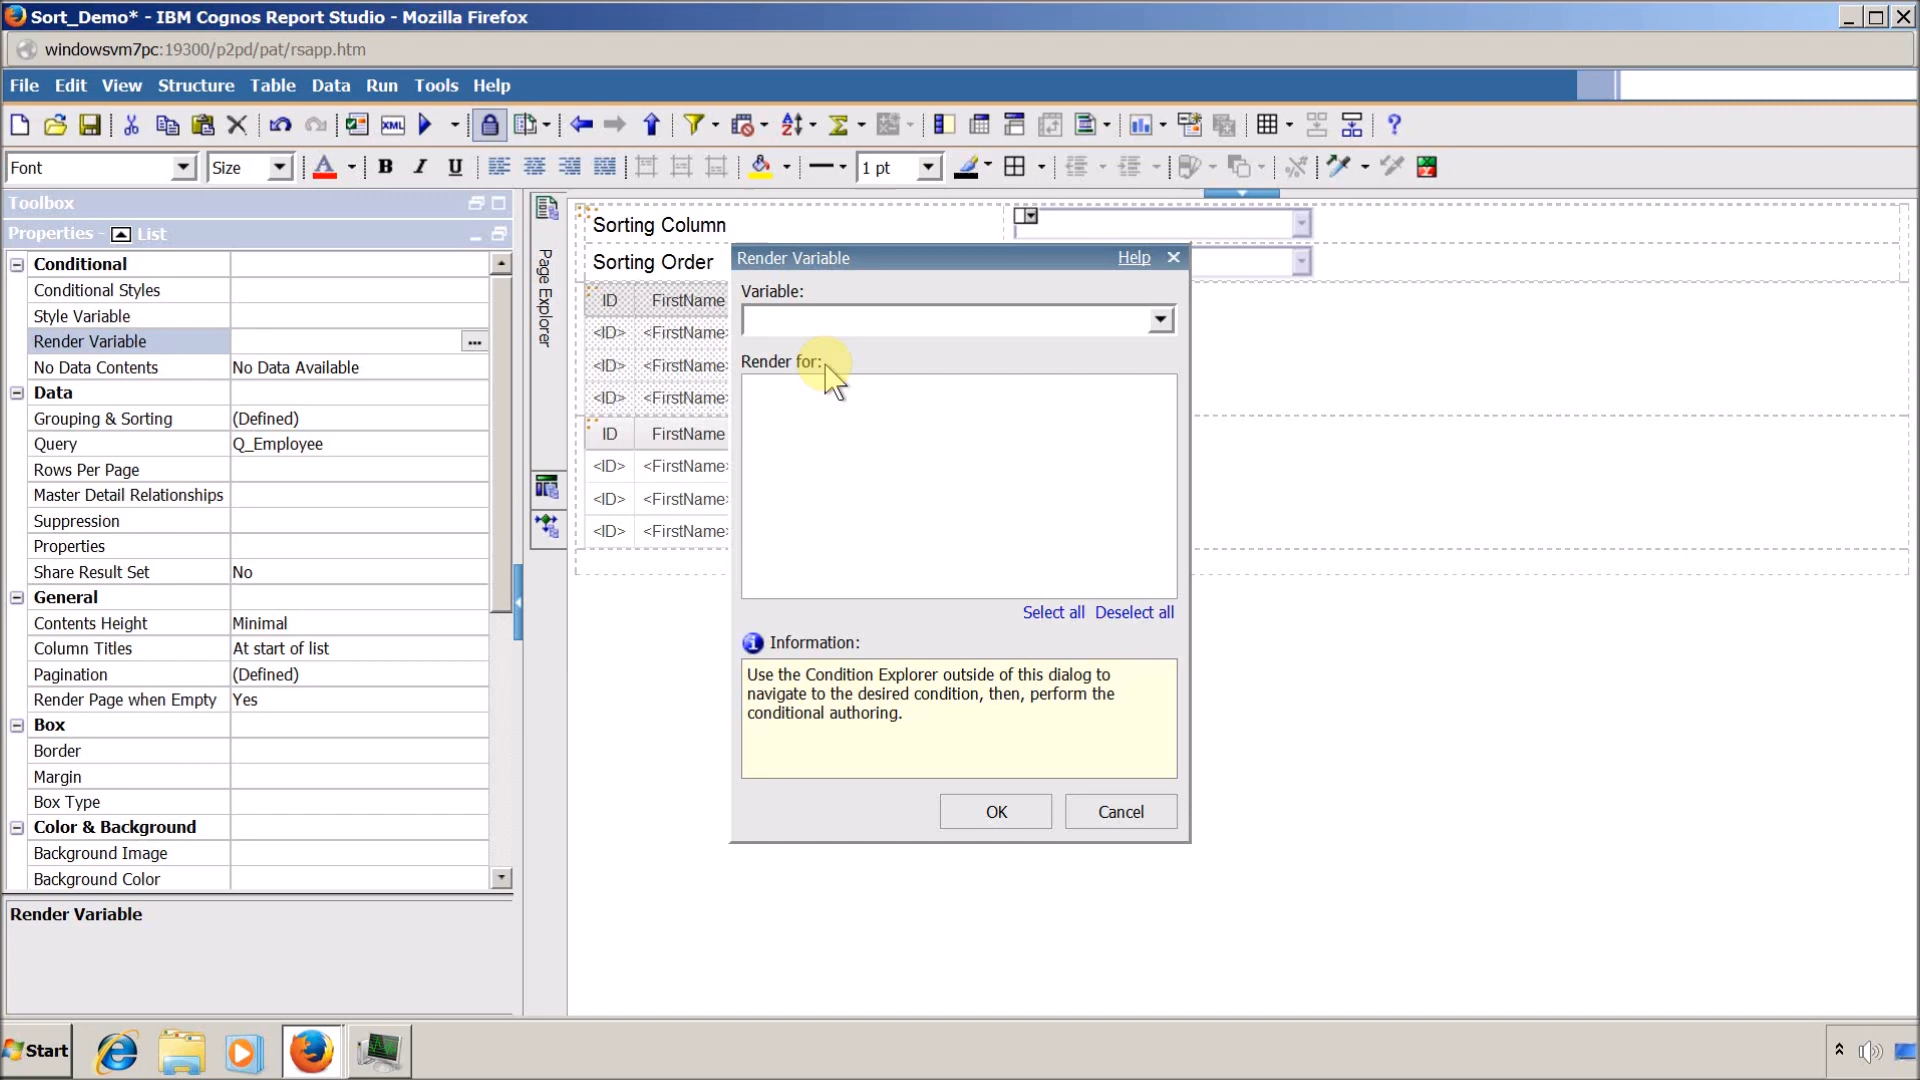 Sort_Demo* - IBM Cognos Report Studio - Mozilla Firefox
windowsvm7pc:19300/p2pd/pat/rsapp.htm
File Edit View Structure Table Data Run Tools Help
XML
Font Size A B I U 1 pt
Toolbox
Properties - List
Conditional
Conditional Styles
Style Variable
Render Variable ...
No Data Contents No Data Available
Data
Grouping & Sorting (Defined)
Query Q_Employee
Rows Per Page
Master Detail Relationships
Suppression
Properties
Share Result Set No
General
Contents Height Minimal
Column Titles At start of list
Pagination (Defined)
Render Page when Empty Yes
Box
Border
Margin
Box Type
Color & Background
Background Image
Background Color
Render Variable
Page Explorer
Sorting Column
Sorting Order
ID FirstName
<ID> <FirstName>
<ID> <FirstName>
<ID> <FirstName>
ID FirstName
<ID> <FirstName>
<ID> <FirstName>
<ID> <FirstName>
Render Variable Help
Variable:
Render for:
Select all Deselect all
Information:
Use the Condition Explorer outside of this dialog to
navigate to the desired condition, then, perform the
conditional authoring.
OK Cancel
Start